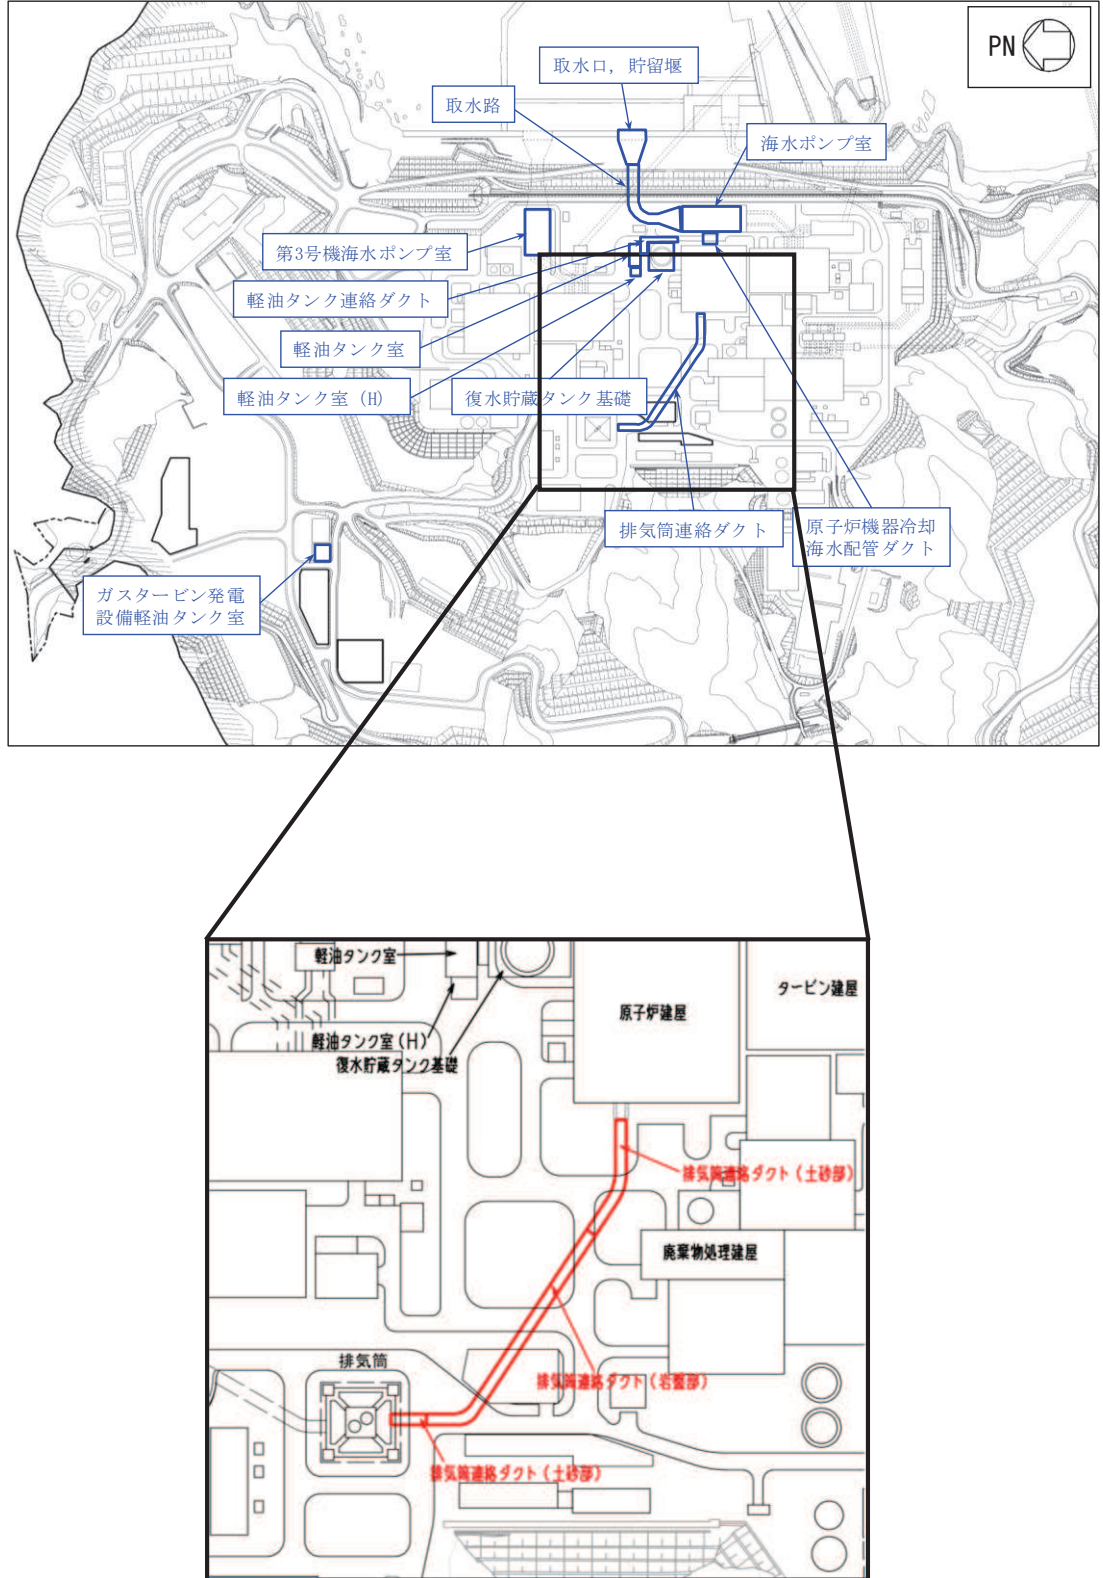 PN
取水口，貯留堰
取水路
海水ポンプ室
第3号機海水ポンプ室
軽油タンク連絡ダクト
軽油タンク室
軽油タンク室（H）
復水貯蔵タンク基礎
排気筒連絡ダクト
原子炉機器冷却
海水配管ダクト
ガスタービン発電
設備軽油タンク室
軽油タンク室
原子炉建屋
タービン建屋
軽油タンク室(H)
復水貯蔵タンク基礎
排気筒連絡ダクト(土砂部)
廃棄物処理建屋
排気筒
排気筒連絡ダクト(岩盤部)
排気筒連絡ダクト(土砂部)